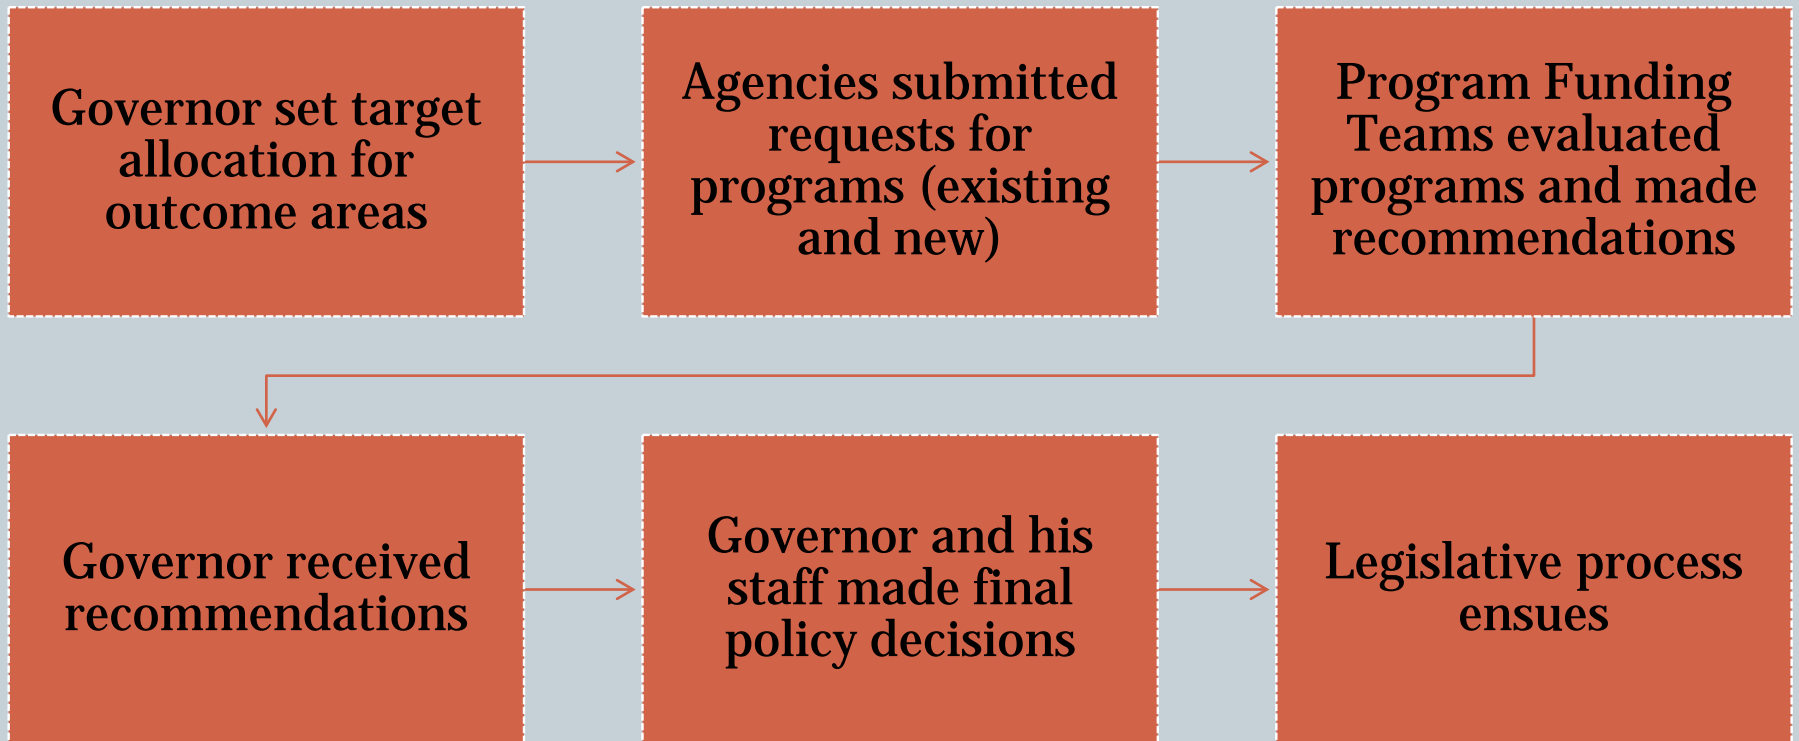 Governor set target
allocation for
outcome areas
Agencies submitted
requests for
programs (existing
and new)
Program Funding
Teams evaluated
programs and made
recommendations
Governor received
recommendations
Governor and his
staff made final
policy decisions
Legislative process
ensues